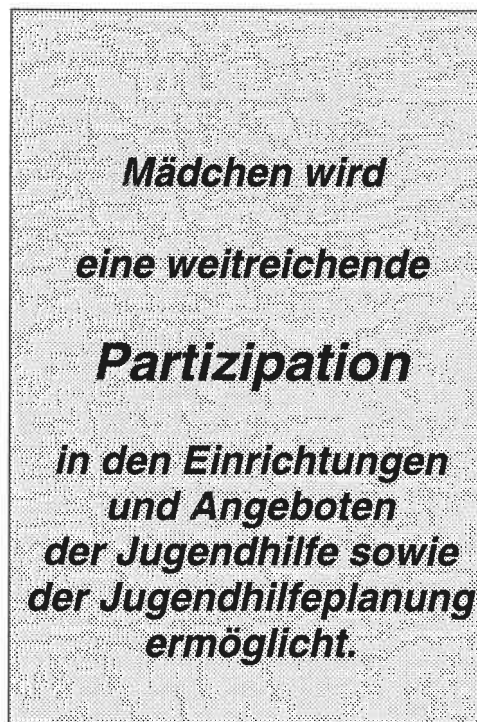 Mädchen wird
eine weitreichende
Partizipation
in den Einrichtungen
und Angeboten
der Jugendhilfe sowie
der Jugendhilfeplanung
ermöglicht.